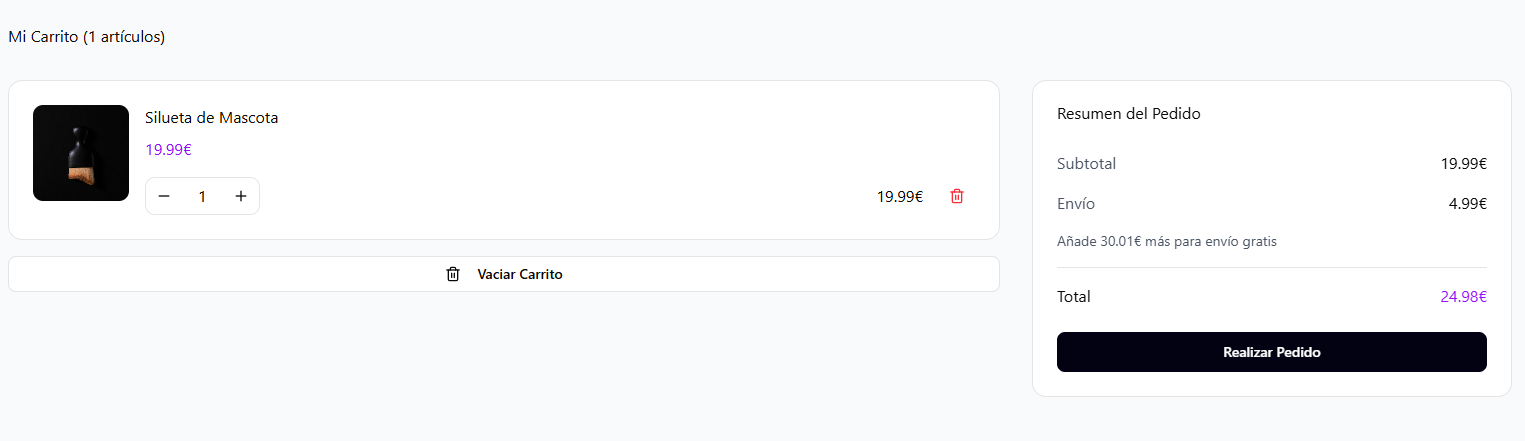 Mi Carrito (1 artículos)
Silueta de Mascota
19.99€
1
19.99€
Vaciar Carrito
Resumen del Pedido
Subtotal 19.99€
Envío 4.99€
Añade 30.01€ más para envío gratis
Total 24.98€
Realizar Pedido